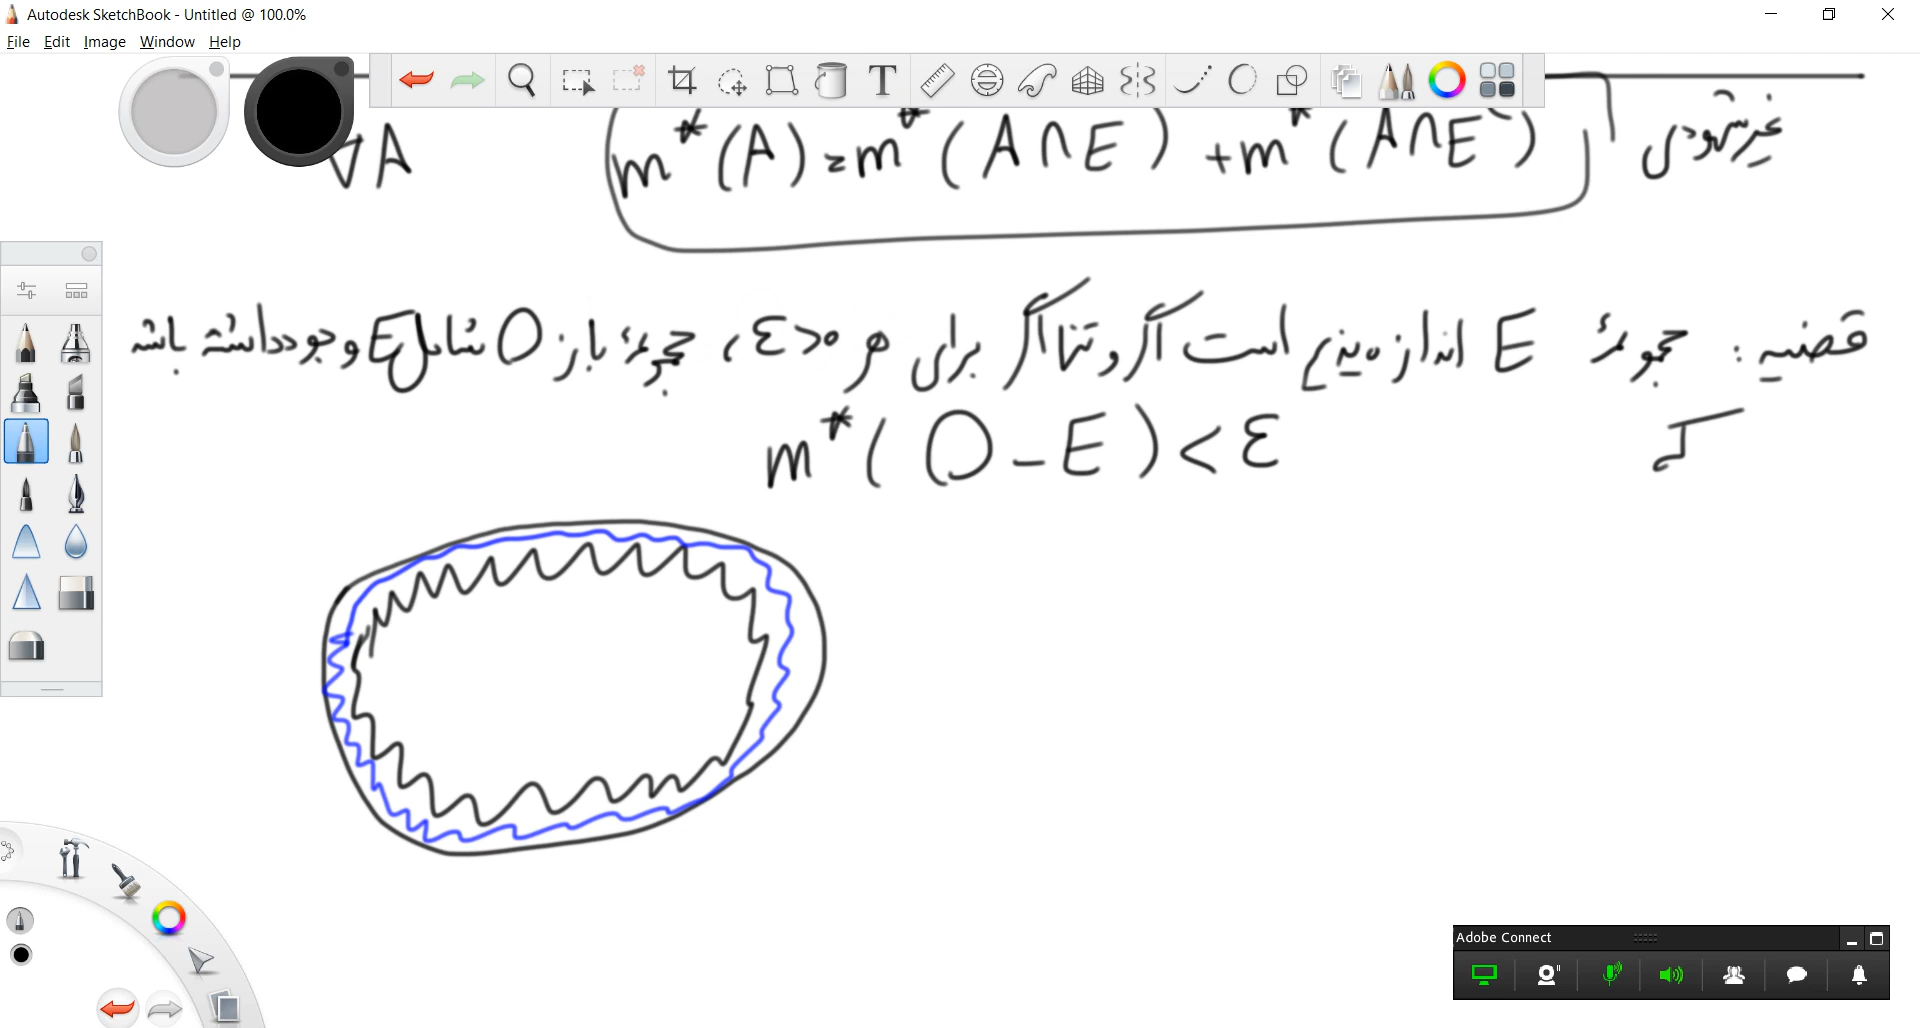 Autodesk SketchBook - Untitled @ 100.0%
File Edit Image Window Help
∀A m*(A) = m*(A∩E) + m*(A∩E
قضیه: مجموعهٔ E اندازه‌پذیر است اگر و تنها اگر برای هر ε>0، مجموعهٔ باز O شامل E وجود داشته باشد
که
m*(O-E)<ε
Adobe Connect